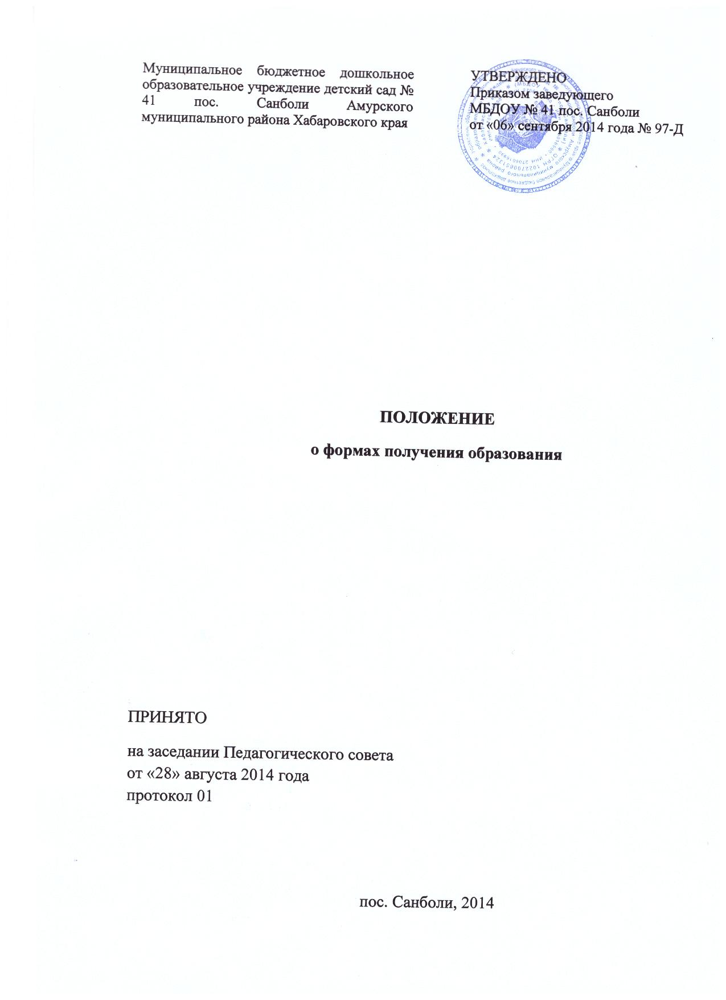 Муниципальное бюджетное дошкольное
образовательное учреждение детский сад №
41 пос. Санболи Амурского
муниципального района Хабаровского края
УТВЕРЖДЕНО
Приказом заведующего
МБДОУ № 41 пос. Санболи
от «06» сентября 2014 года № 97-Д
ПОЛОЖЕНИЕ
о формах получения образования
ПРИНЯТО
на заседании Педагогического совета
от «28» августа 2014 года
протокол 01
пос. Санболи, 2014